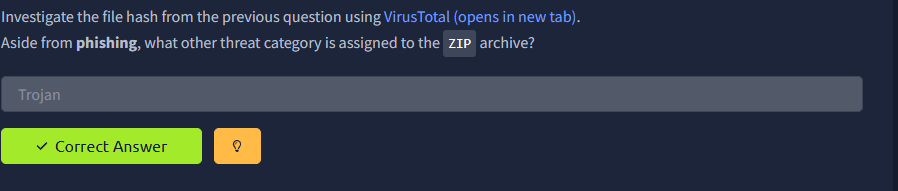 Investigate the file hash from the previous question using VirusTotal (opens in new tab).
Aside from phishing, what other threat category is assigned to the ZIP archive?
Trojan
✓ Correct Answer